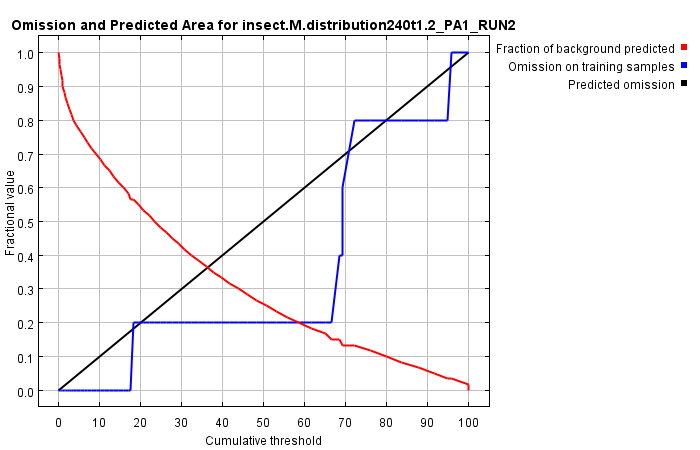 Omission and Predicted Area for insect.M.distribution240t1.2_PA1_RUN2
Fraction of background predicted
Omission on training samples
Predicted omission
Fractional value
1.0
0.9
0.8
0.7
0.6
0.5
0.4
0.3
0.2
0.1
0.0
0 10 20 30 40 50 60 70 80 90 100
Cumulative threshold